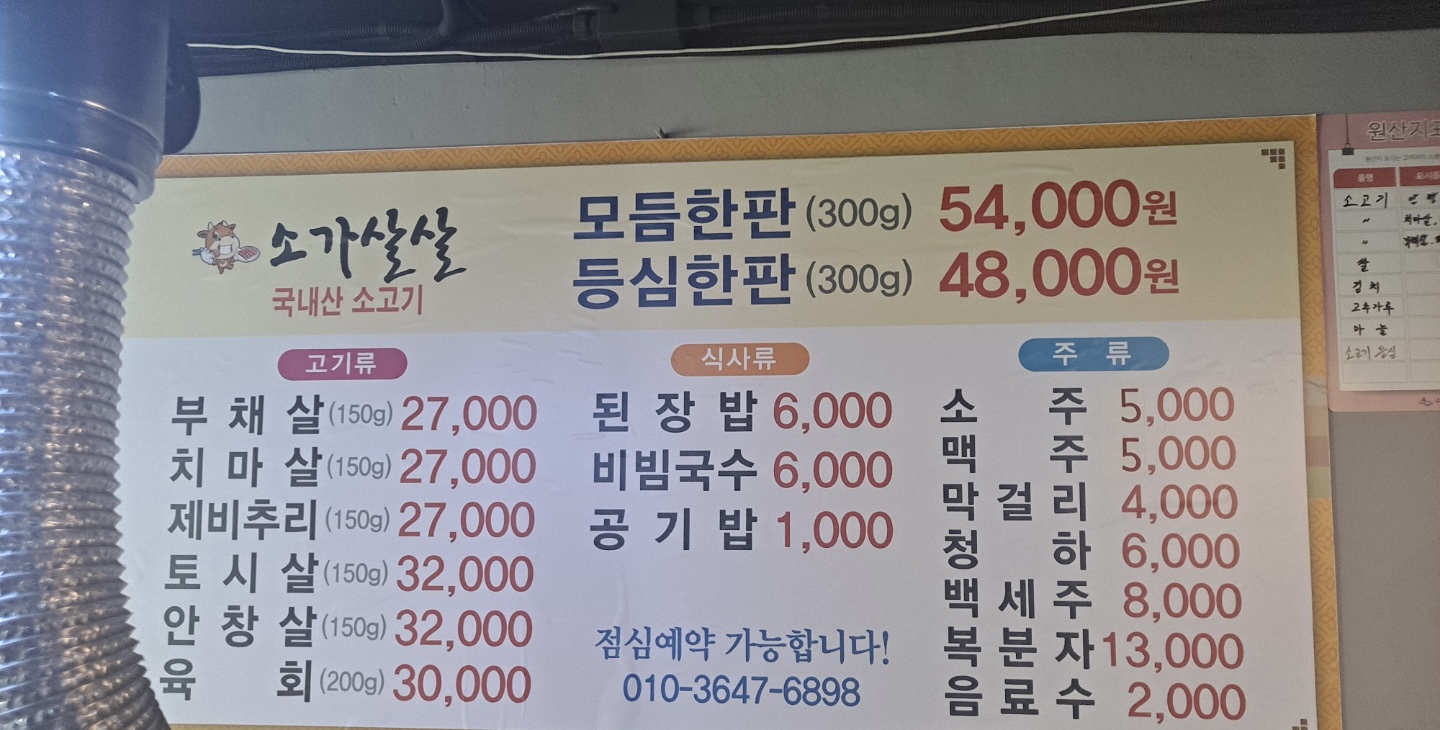 소가살살
국내산 소고기
모듬한판 (300g) 54,000원
등심한판 (300g) 48,000원
고기류
부채살 (150g) 27,000
치마살 (150g) 27,000
제비추리 (150g) 27,000
토시살 (150g) 32,000
안창살 (150g) 32,000
육회 (200g) 30,000
식사류
된장밥 6,000
비빔국수 6,000
공기밥 1,000
점심예약 가능합니다!
010-3647-6898
주류
소주 5,000
맥주 5,000
막걸리 4,000
청하 6,000
백세주 8,000
복분자 13,000
음료수 2,000
원산지
품명
소고기
"
"
쌀
김치
고추가루
마늘